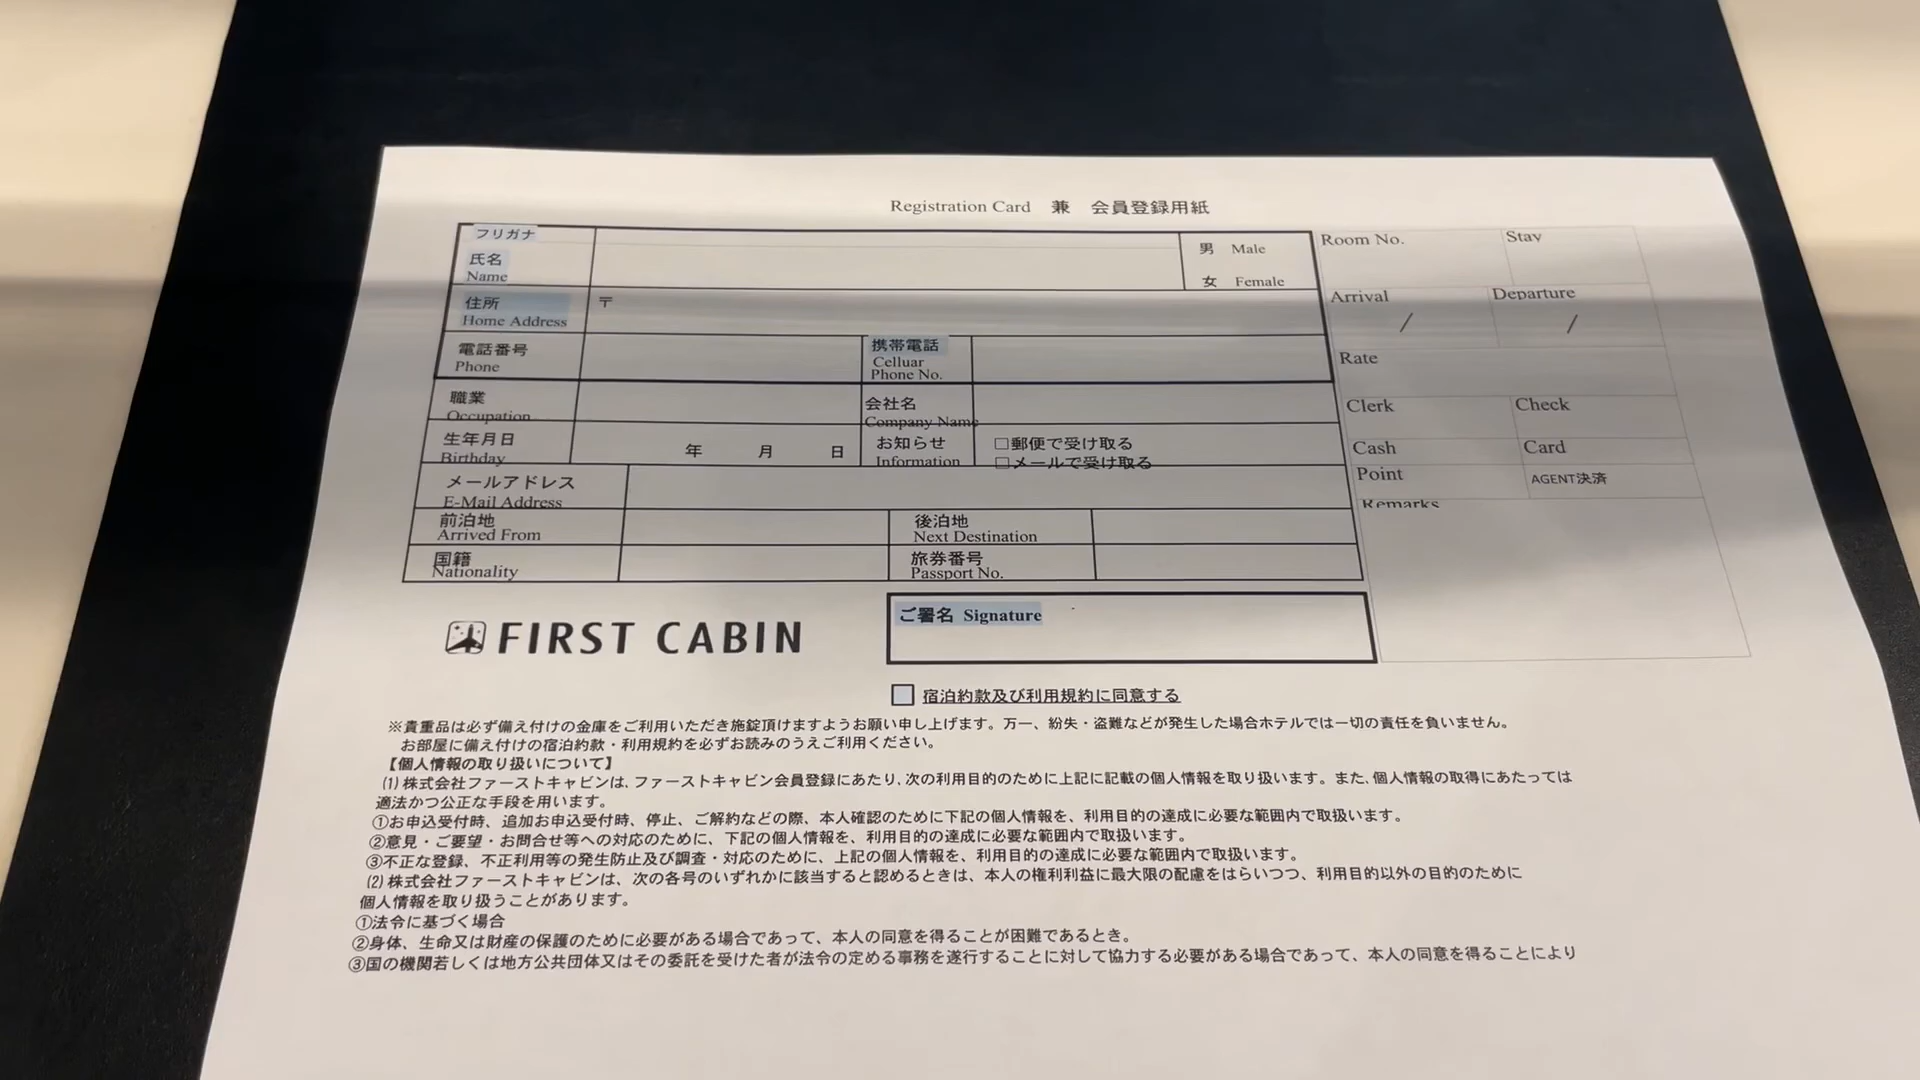 Registration Card 兼 会員登録用紙
フリガナ
氏名
Name
男 Male
女 Female
Room No.
Stay
住所
Home Address
〒
Arrival
/
Departure
/
電話番号
Phone
携帯電話
Celluar
Phone No.
Rate
職業
Occupation
会社名
Company Name
Clerk
Check
生年月日
Birthday
年 月 日
お知らせ
Information
□郵便で受け取る
□メールで受け取る
Cash
Card
メールアドレス
E-Mail Address
Point
AGENT決済
Remarks
前泊地
Arrived From
後泊地
Next Destination
国籍
Nationality
旅券番号
Passport No.
FIRST CABIN
ご署名 Signature
□ 宿泊約款及び利用規約に同意する
※貴重品は必ず備え付けの金庫をご利用いただき施錠頂けますようお願い申し上げます。万一、紛失・盗難などが発生した場合ホテルでは一切の責任を負いません。
お部屋に備え付けの宿泊約款・利用規約を必ずお読みのうえご利用ください。
【個人情報の取り扱いについて】
(1) 株式会社ファーストキャビンは、ファーストキャビン会員登録にあたり、次の利用目的のために上記に記載の個人情報を取り扱います。また、個人情報の取得にあたっては
適法かつ公正な手段を用います。
①お申込受付時、追加お申込受付時、停止、ご解約などの際、本人確認のために下記の個人情報を、利用目的の達成に必要な範囲内で取扱います。
②意見・ご要望・お問合せ等への対応のために、下記の個人情報を、利用目的の達成に必要な範囲内で取扱います。
③不正な登録、不正利用等の発生防止及び調査・対応のために、上記の個人情報を、利用目的の達成に必要な範囲内で取扱います。
(2) 株式会社ファーストキャビンは、次の各号のいずれかに該当すると認めるときは、本人の権利利益に最大限の配慮をはらいつつ、利用目的以外の目的のために
個人情報を取り扱うことがあります。
①法令に基づく場合
②身体、生命又は財産の保護のために必要がある場合であって、本人の同意を得ることが困難であるとき。
③国の機関若しくは地方公共団体又はその委託を受けた者が法令の定める事務を遂行することに対して協力する必要がある場合であって、本人の同意を得ることにより